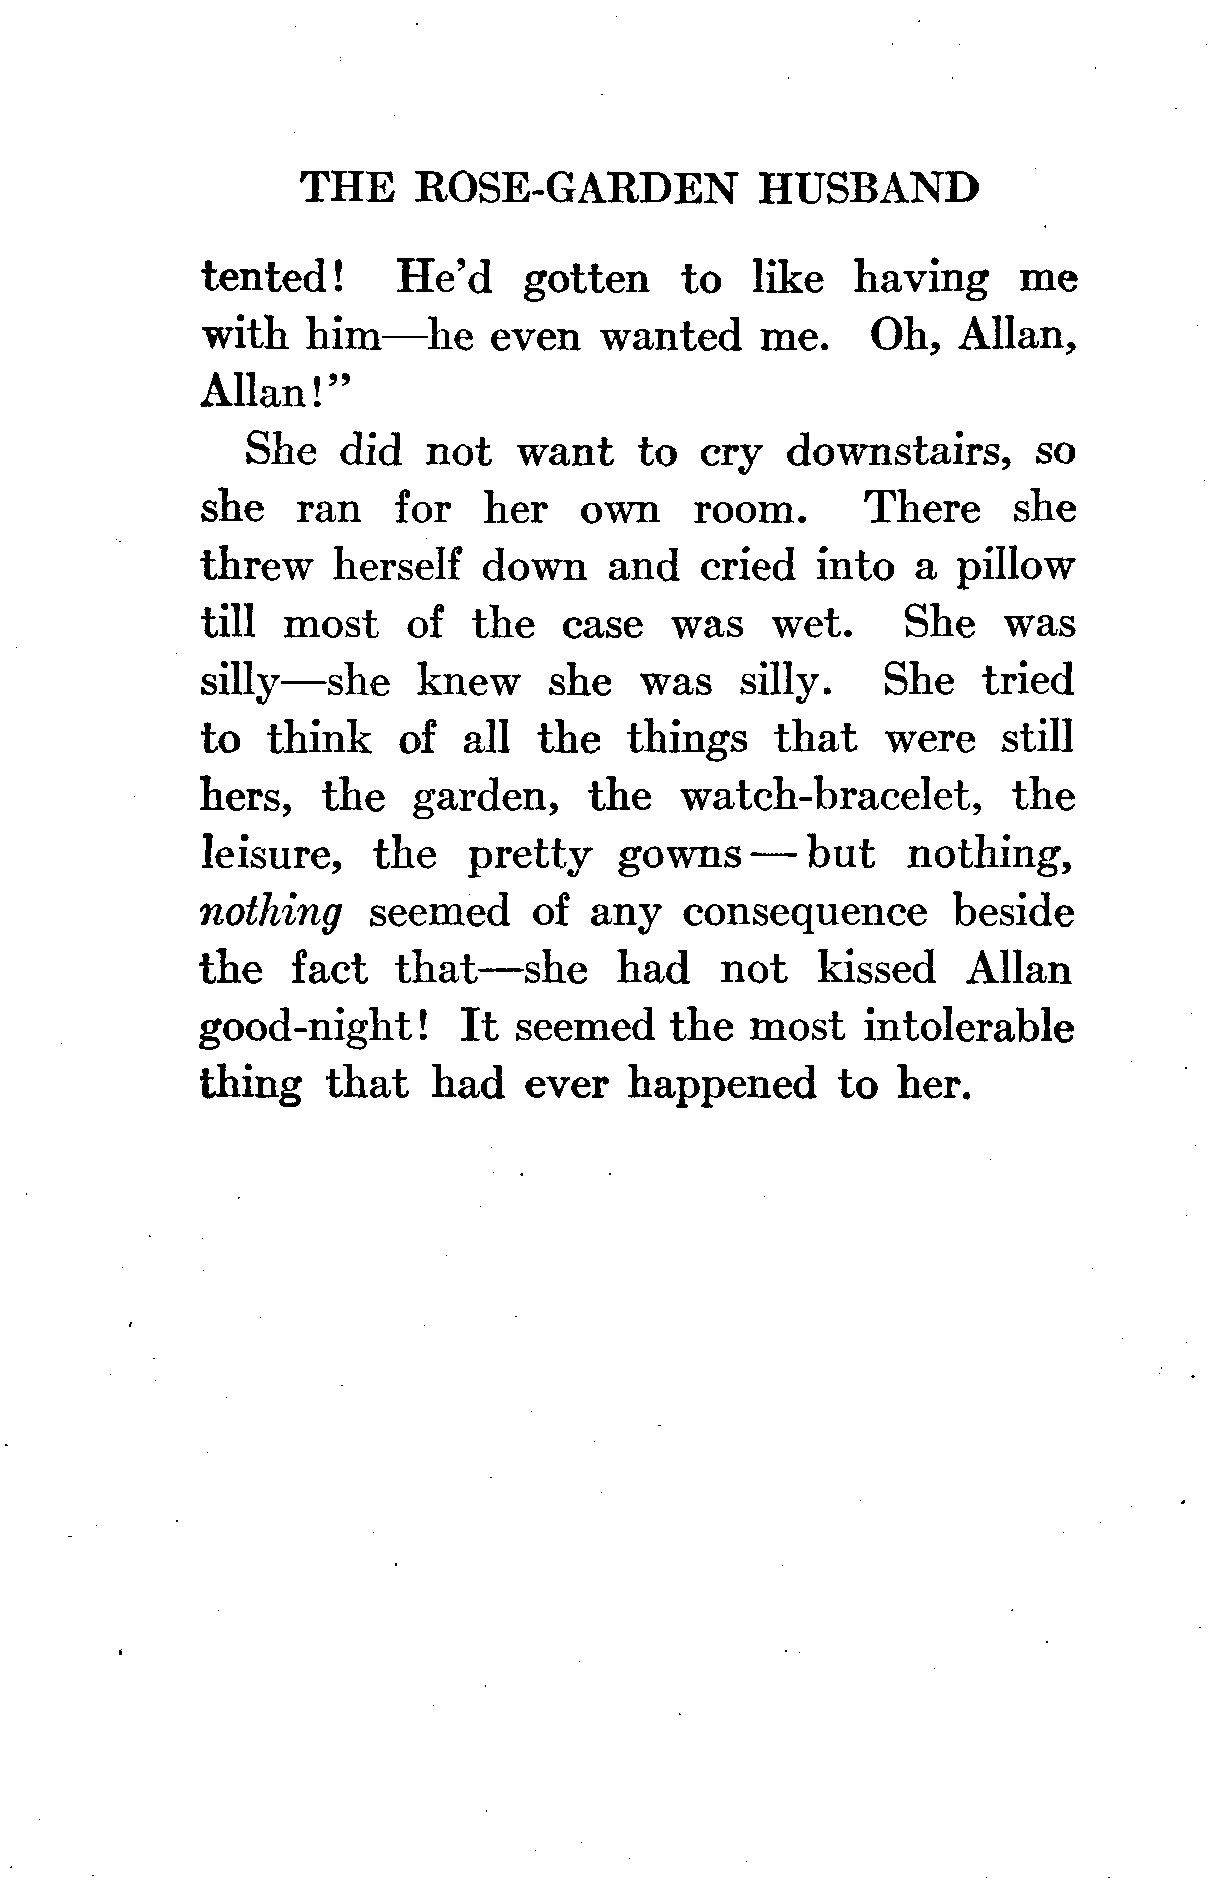 THE ROSE-GARDEN HUSBAND
tented! He'd gotten to like having me
with him—he even wanted me. Oh, Allan,
Allan!”
She did not want to cry downstairs, so
she ran for her own room. There she
threw herself down and cried into a pillow
till most of the case was wet. She was
silly—she knew she was silly. She tried
to think of all the things that were still
hers, the garden, the watch-bracelet, the
leisure, the pretty gowns — but nothing,
nothing seemed of any consequence beside
the fact that—she had not kissed Allan
good-night! It seemed the most intolerable
thing that had ever happened to her.